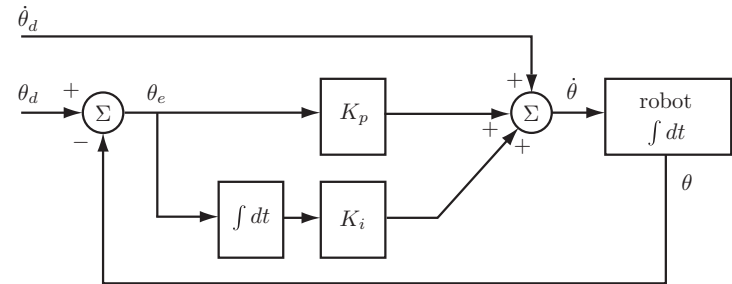 θ̇_d
θ_d
+
Σ
−
θ_e
K_p
+
+
Σ
+
θ̇
robot
∫ dt
θ
∫ dt
K_i